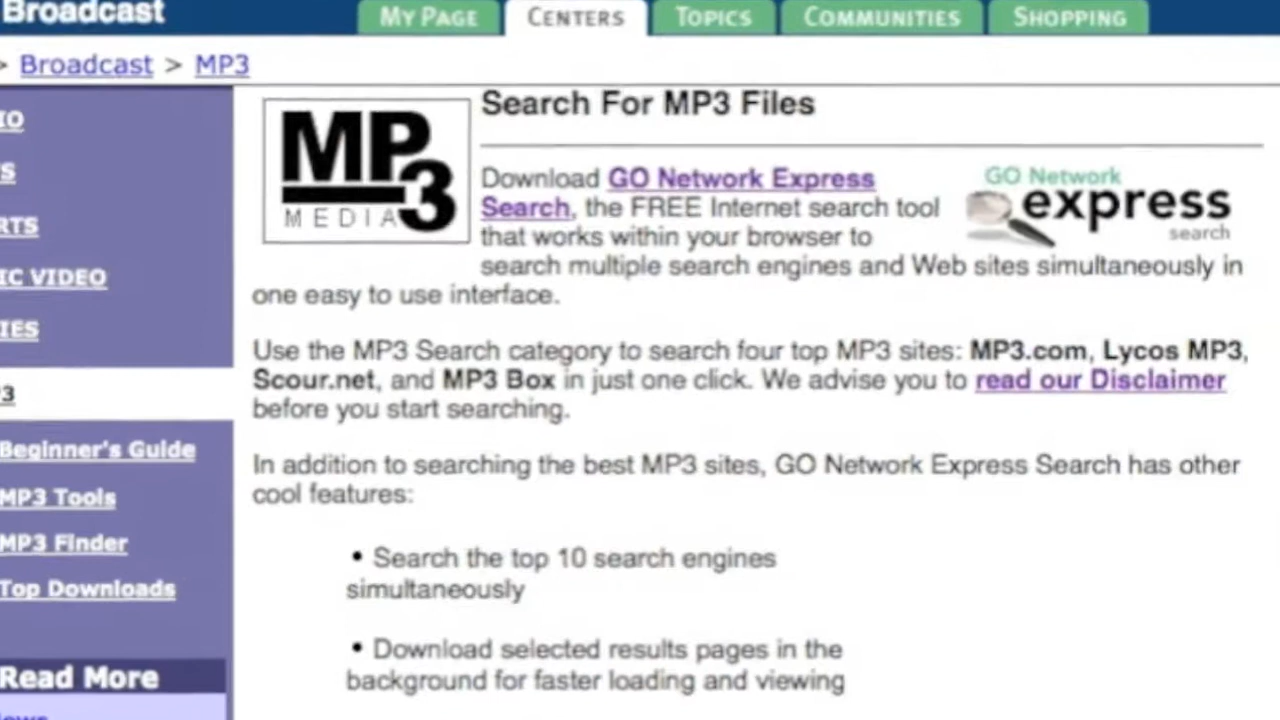 Broadcast
MY PAGE
CENTERS
TOPICS
COMMUNITIES
SHOPPING
> Broadcast > MP3
IO
S
RTS
IC VIDEO
IES
3
Beginner's Guide
MP3 Tools
MP3 Finder
Top Downloads
Read More
MP3
MEDIA
Search For MP3 Files
Download GO Network Express
Search, the FREE Internet search tool
that works within your browser to
search multiple search engines and Web sites simultaneously in
one easy to use interface.
GO Network
express
search
Use the MP3 Search category to search four top MP3 sites: MP3.com, Lycos MP3,
Scour.net, and MP3 Box in just one click. We advise you to read our Disclaimer
before you start searching.
In addition to searching the best MP3 sites, GO Network Express Search has other
cool features:
• Search the top 10 search engines
simultaneously
• Download selected results pages in the
background for faster loading and viewing